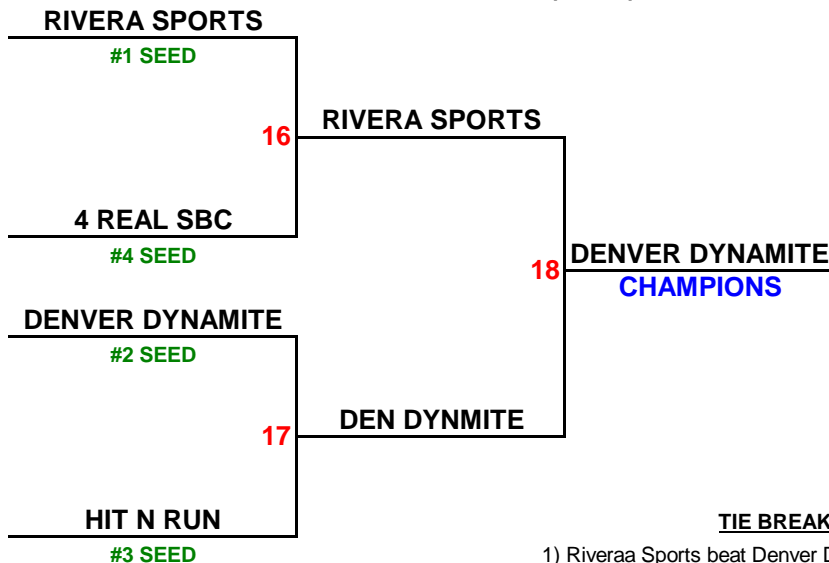 RIVERA SPORTS
#1 SEED
16
RIVERA SPORTS
4 REAL SBC
#4 SEED
18
DENVER DYNAMITE
CHAMPIONS
DENVER DYNAMITE
#2 SEED
17
DEN DYNMITE
HIT N RUN
#3 SEED
TIE BREAK
1) Riveraa Sports beat Denver D